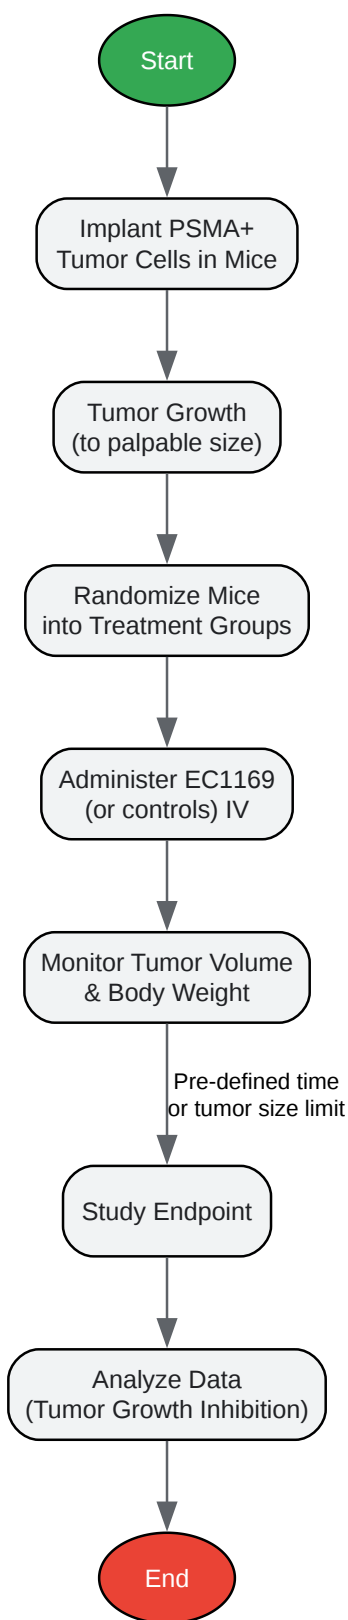 Start
Implant PSMA+
Tumor Cells in Mice
Tumor Growth
(to palpable size)
Randomize Mice
into Treatment Groups
Administer EC1169
(or controls) IV
Monitor Tumor Volume
& Body Weight
Pre-defined time
or tumor size limit
Study Endpoint
Analyze Data
(Tumor Growth Inhibition)
End